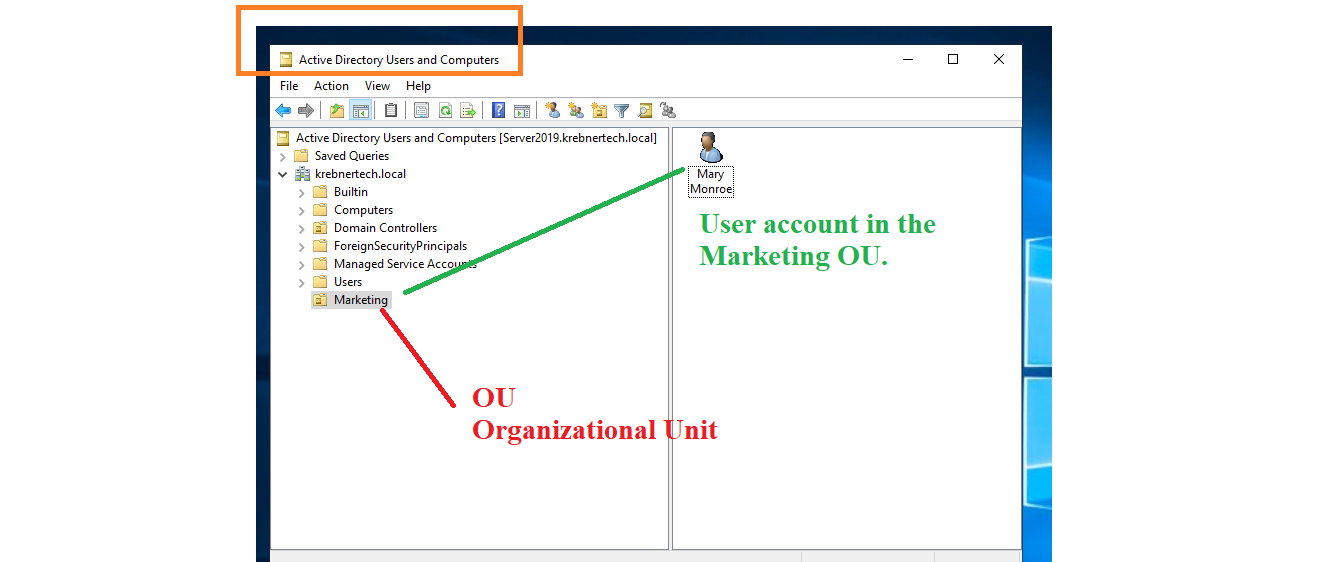 Active Directory Users and Computers
File Action View Help
Active Directory Users and Computers [Server2019.krebnertech.local]
Saved Queries
krebnertech.local
Builtin
Computers
Domain Controllers
ForeignSecurityPrincipals
Managed Service Accounts
Users
Marketing
Mary
Monroe
User account in the
Marketing OU.
OU
Organizational Unit